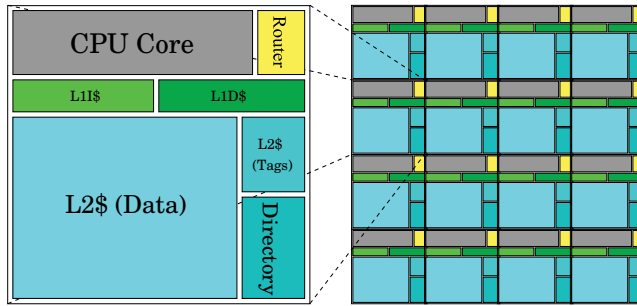 CPU Core
Router
L1I$
L1D$
L2$ (Data)
L2$
(Tags)
Directory